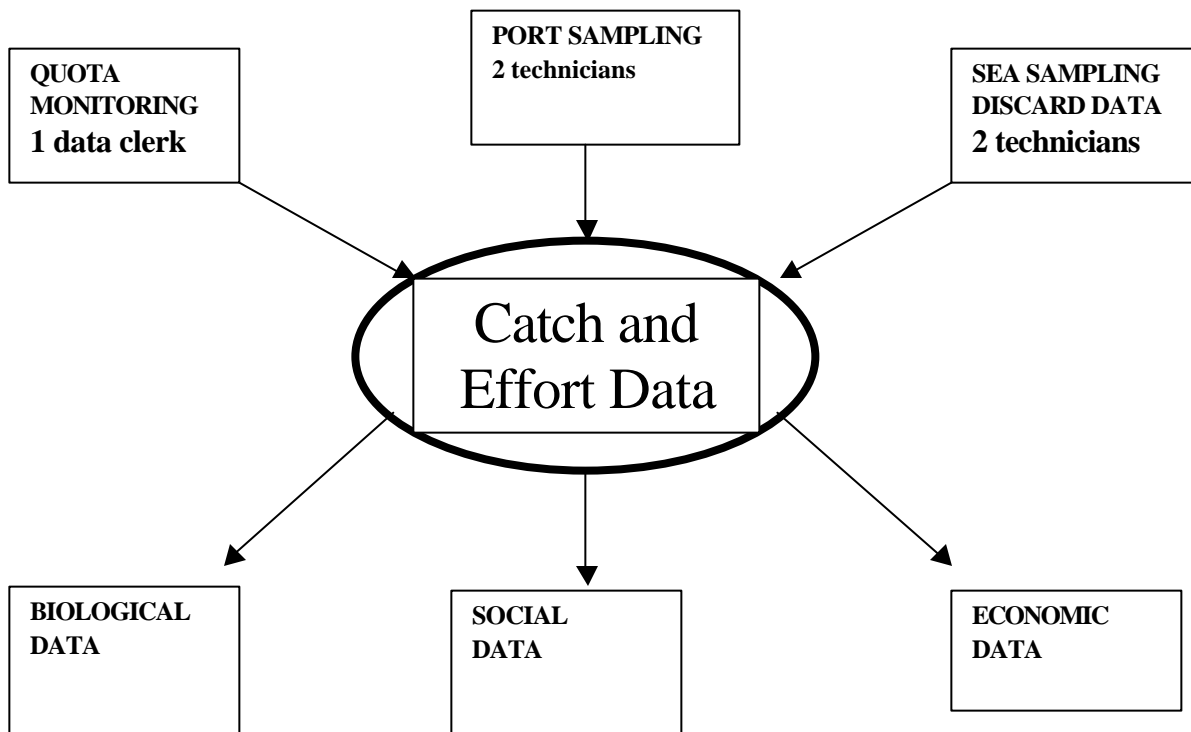 PORT SAMPLING
2 technicians
QUOTA
MONITORING
1 data clerk
SEA SAMPLING
DISCARD DATA
2 technicians
Catch and
Effort Data
BIOLOGICAL
DATA
SOCIAL
DATA
ECONOMIC
DATA